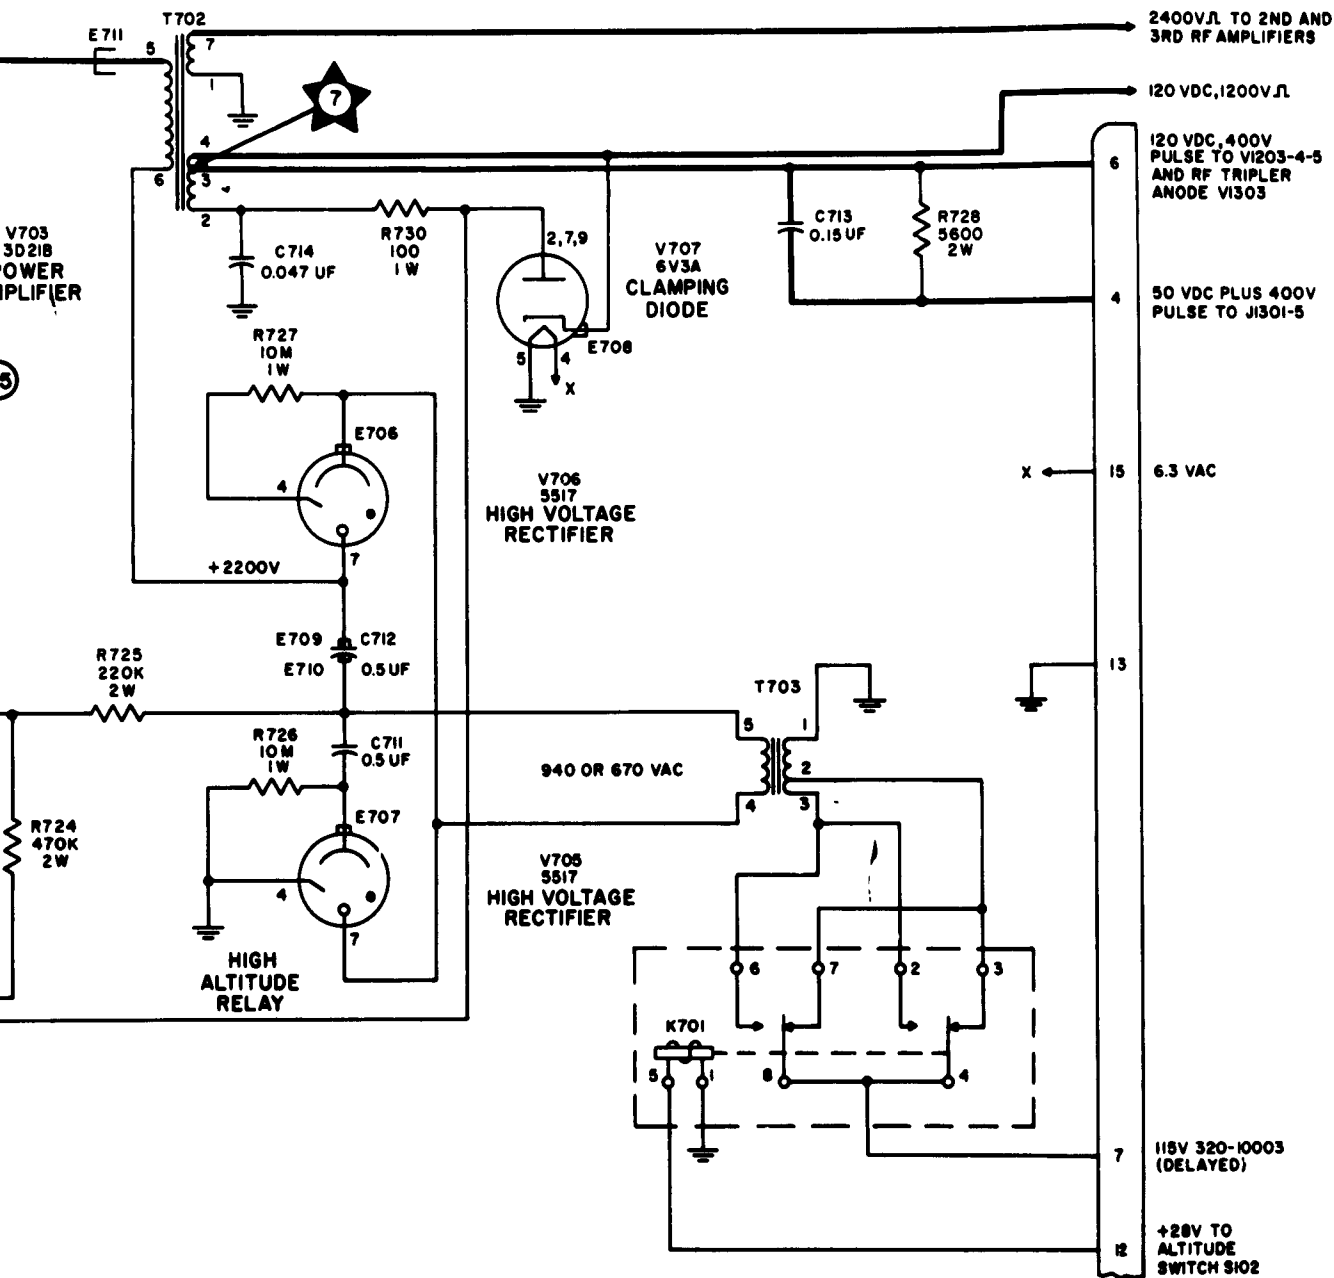 T702
2400V⎍ TO 2ND AND
3RD RF AMPLIFIERS
E711
5
7
1
7
120 VDC, 1200V⎍
4
3
4
6
2
6
120 VDC, 400V
PULSE TO V1203-4-5
AND RF TRIPLER
ANODE V1303
V703
3D21B
POWER
MPLIFIER
C714
0.047 UF
R730
100
1W
2,7,9
V707
6V3A
CLAMPING
DIODE
C713
0.15 UF
R728
5600
2W
4
50 VDC PLUS 400V
PULSE TO J1301-5
R727
10M
1W
E708
5
4
X
5
E706
4
7
V706
5517
HIGH VOLTAGE
RECTIFIER
X
15
6.3 VAC
+2200V
E709
C712
E710
0.5 UF
R725
220K
2W
13
T703
5
1
R726
10M
1W
C711
0.5 UF
940 OR 670 VAC
2
4
3
R724
470K
2W
E707
4
7
V705
5517
HIGH VOLTAGE
RECTIFIER
HIGH
ALTITUDE
RELAY
6
7
2
3
K701
5
1
8
4
7
115V 320-1000㎐
(DELAYED)
12
+28V TO
ALTITUDE
SWITCH S102